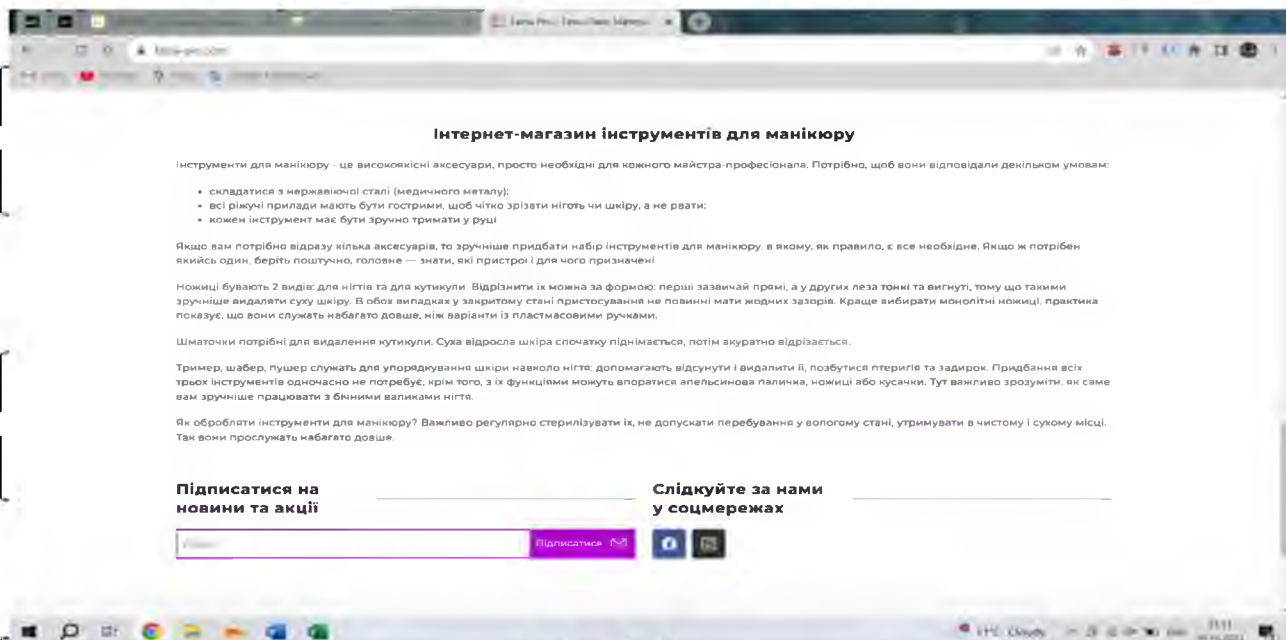 Інтернет-магазин інструментів для манікюру
Інструменти для манікюру - це високоякісні аксесуари, просто необхідні для кожного майстра-професіонала. Потрібно, щоб вони відповідали декільком умовам:
• складатися з нержавіючої сталі (медичного металу);
• всі ріжучі прилади мають бути гострими, щоб чітко зрізати ніготь чи шкіру, а не рвати;
• кожен інструмент має бути зручно тримати у руці
Якщо вам потрібно відразу кілька аксесуарів, то зручніше придбати набір інструментів для манікюру, в якому, як правило, є все необхідне. Якщо ж потрібен
якийсь один, беріть поштучно, головне — знати, які пристрої і для чого призначені
Ножиці бувають 2 видів: для нігтів та для кутикули. Відрізнити їх можна за формою: перші зазвичай прямі, а у других леза тонкі та вигнуті, тому що такими
зручніше видаляти суху шкіру. В обох випадках у закритому стані пристосування не повинні мати жодних зазорів. Краще вибирати монолітні ножиці, практика
показує, що вони служать набагато довше, ніж варіанти із пластмасовими ручками.
Шматочки потрібні для видалення кутикули. Суха відросла шкіра спочатку піднімається, потім акуратно відрізається.
Тример, шабер, пушер служать для упорядкування шкіри навколо нігтя: допомагають відсунути і видалити її, позбутися птеригія та задирок. Придбання всіх
трьох інструментів одночасно не потребує, крім того, з їх функціями можуть впоратися апельсинова паличка, ножиці або кусачки. Тут важливо зрозуміти, як саме
вам зручніше працювати з бічними валиками нігтя.
Як обробляти інструменти для манікюру? Важливо регулярно стерилізувати їх, не допускати перебування у вологому стані, утримувати в чистому і сухому місці.
Так вони прослужать набагато довше.
Підписатися на
новини та акції
Слідкуйте за нами
у соцмережах
Підписатися
11°C Cloudy
11:11